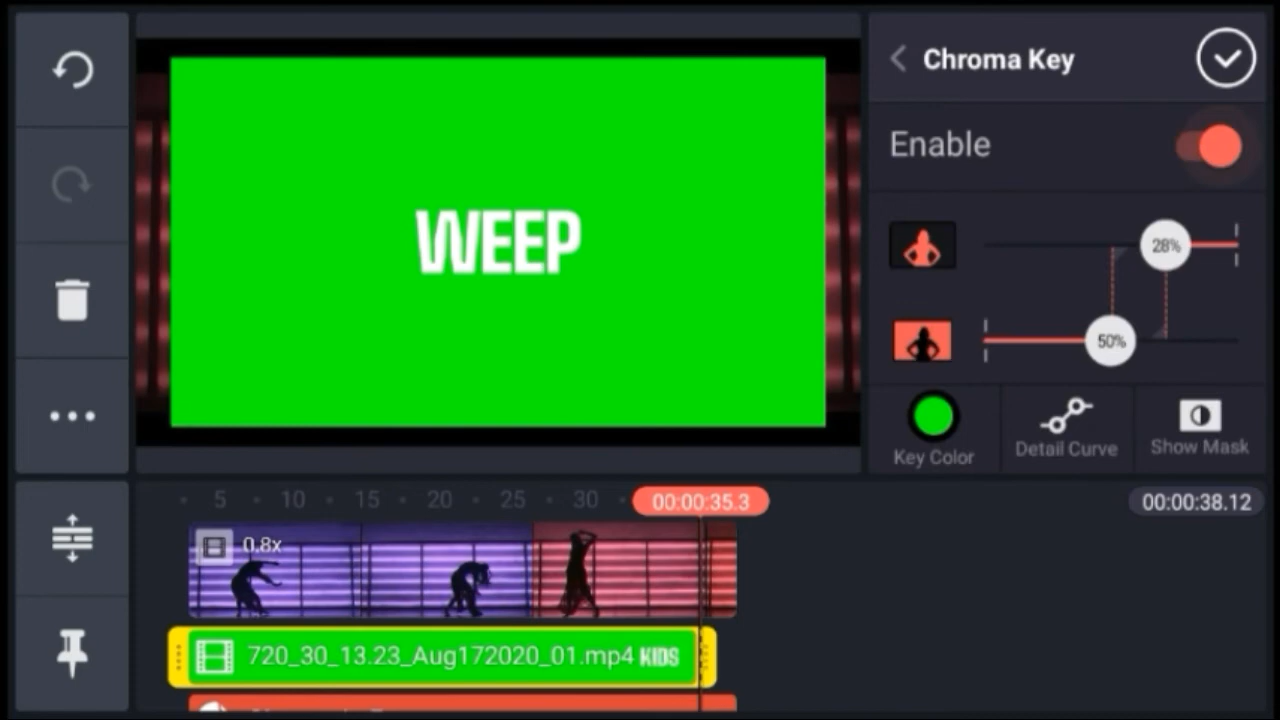 Chroma Key
Enable
WEEP
28%
50%
Key Color
Detail Curve
Show Mask
5
10
15
20
25
30
00:00:35.3
00:00:38.12
0.8x
720_30_13.23_Aug172020_01.mp4 KIDS